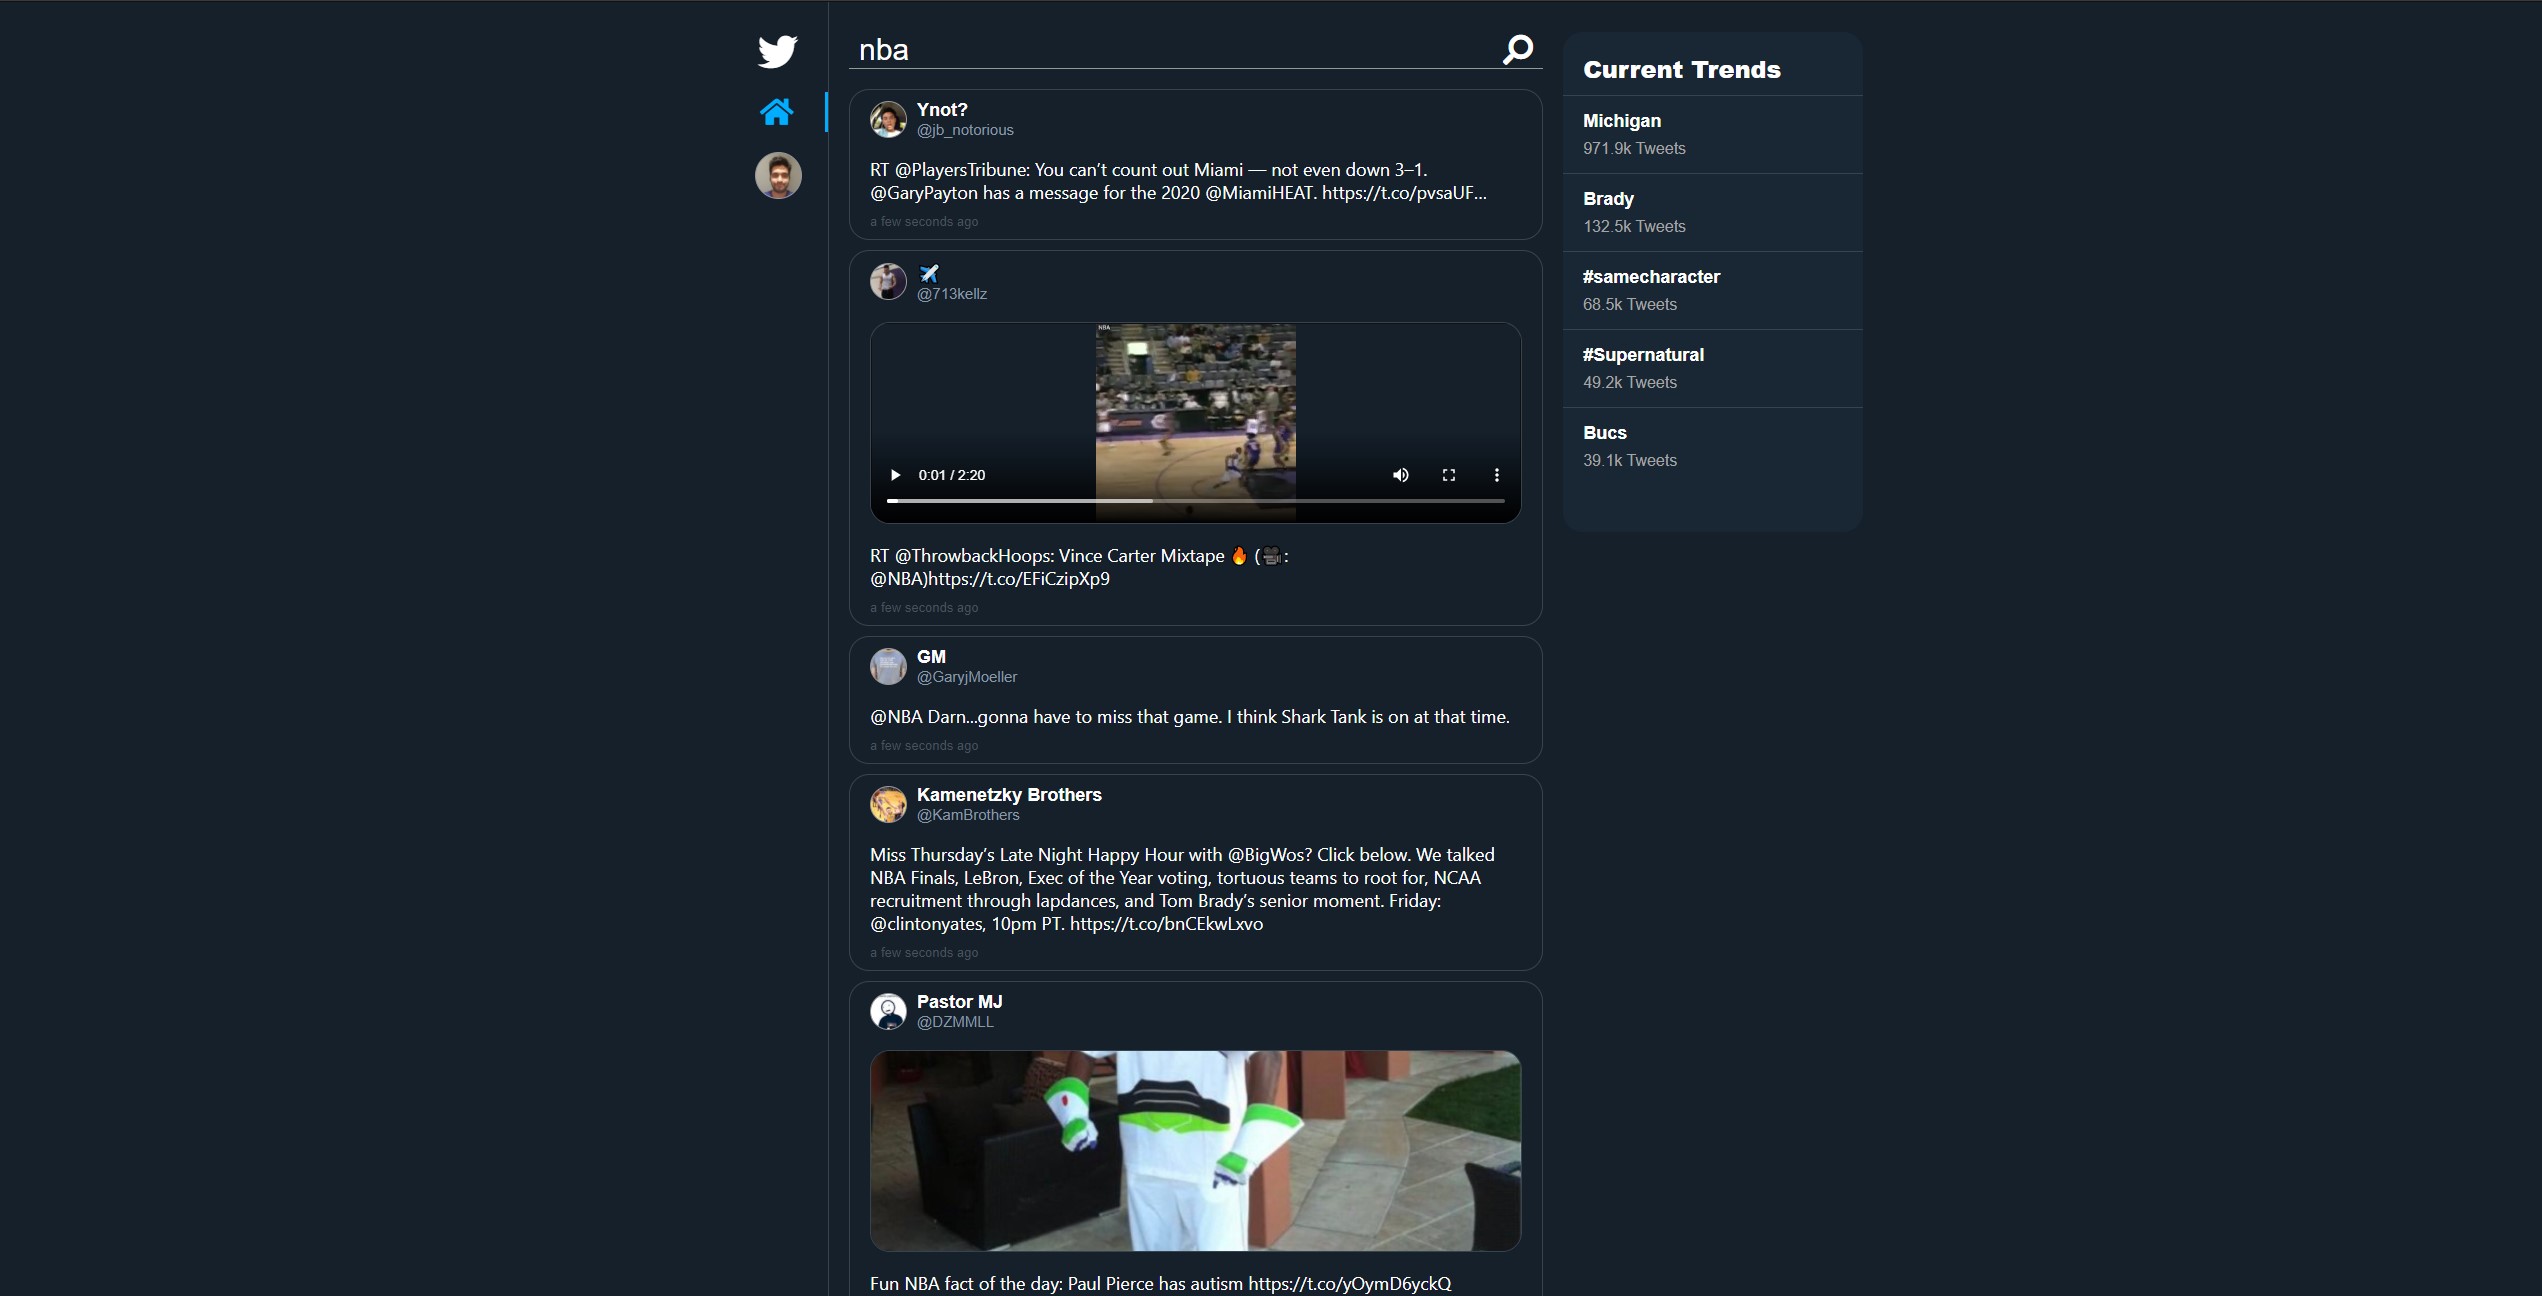 nba
Ynot?
@jb_notorious
RT @PlayersTribune: You can’t count out Miami — not even down 3–1.
@GaryPayton has a message for the 2020 @MiamiHEAT. https://t.co/pvsaUF…
a few seconds ago
✈️
@713kellz
NBA
0:01 / 2:20
RT @ThrowbackHoops: Vince Carter Mixtape 🔥 (🎥:
@NBA)https://t.co/EFiCzipXp9
a few seconds ago
GM
@GaryjMoeller
@NBA Darn...gonna have to miss that game. I think Shark Tank is on at that time.
a few seconds ago
Kamenetzky Brothers
@KamBrothers
Miss Thursday’s Late Night Happy Hour with @BigWos? Click below. We talked
NBA Finals, LeBron, Exec of the Year voting, tortuous teams to root for, NCAA
recruitment through lapdances, and Tom Brady’s senior moment. Friday:
@clintonyates, 10pm PT. https://t.co/bnCEkwLxvo
a few seconds ago
Pastor MJ
@DZMMLL
Fun NBA fact of the day: Paul Pierce has autism https://t.co/yOymD6yckQ
Current Trends
Michigan
971.9k Tweets
Brady
132.5k Tweets
#samecharacter
68.5k Tweets
#Supernatural
49.2k Tweets
Bucs
39.1k Tweets